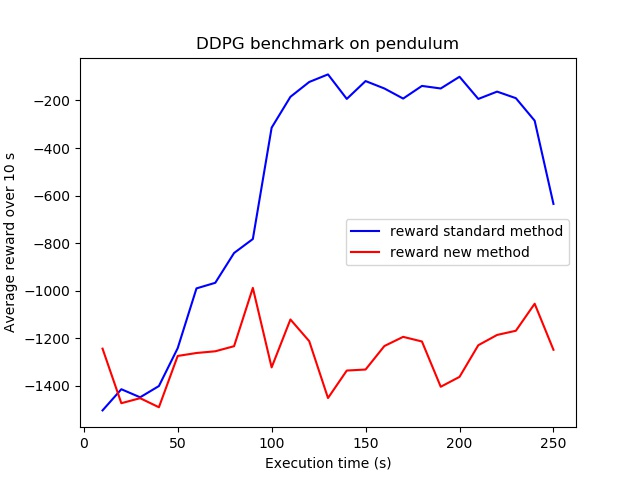 DDPG benchmark on pendulum
Average reward over 10 s
−200
−400
−600
−800
−1000
−1200
−1400
reward standard method
reward new method
0 50 100 150 200 250
Execution time (s)